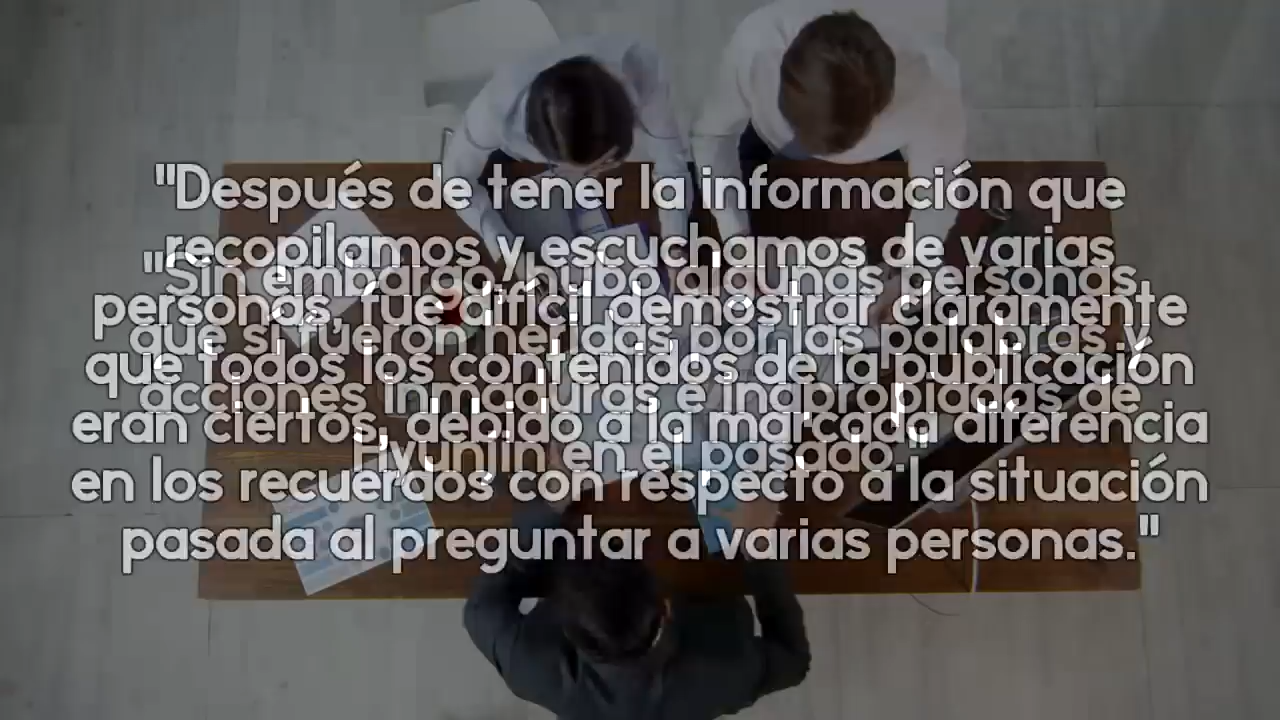 "Después de tener la información que
recopilamos y escuchamos de varias
personas, fue difícil demostrar claramente
que todos los contenidos de la publicación
eran ciertos, debido a la marcada diferencia
en los recuerdos con respecto a la situación
pasada al preguntar a varias personas."
"Sin embargo, hubo algunas personas
que si fueron heridas por las palabras y
acciones inmaduras e inapropiadas de
Hyunjin en el pasado."